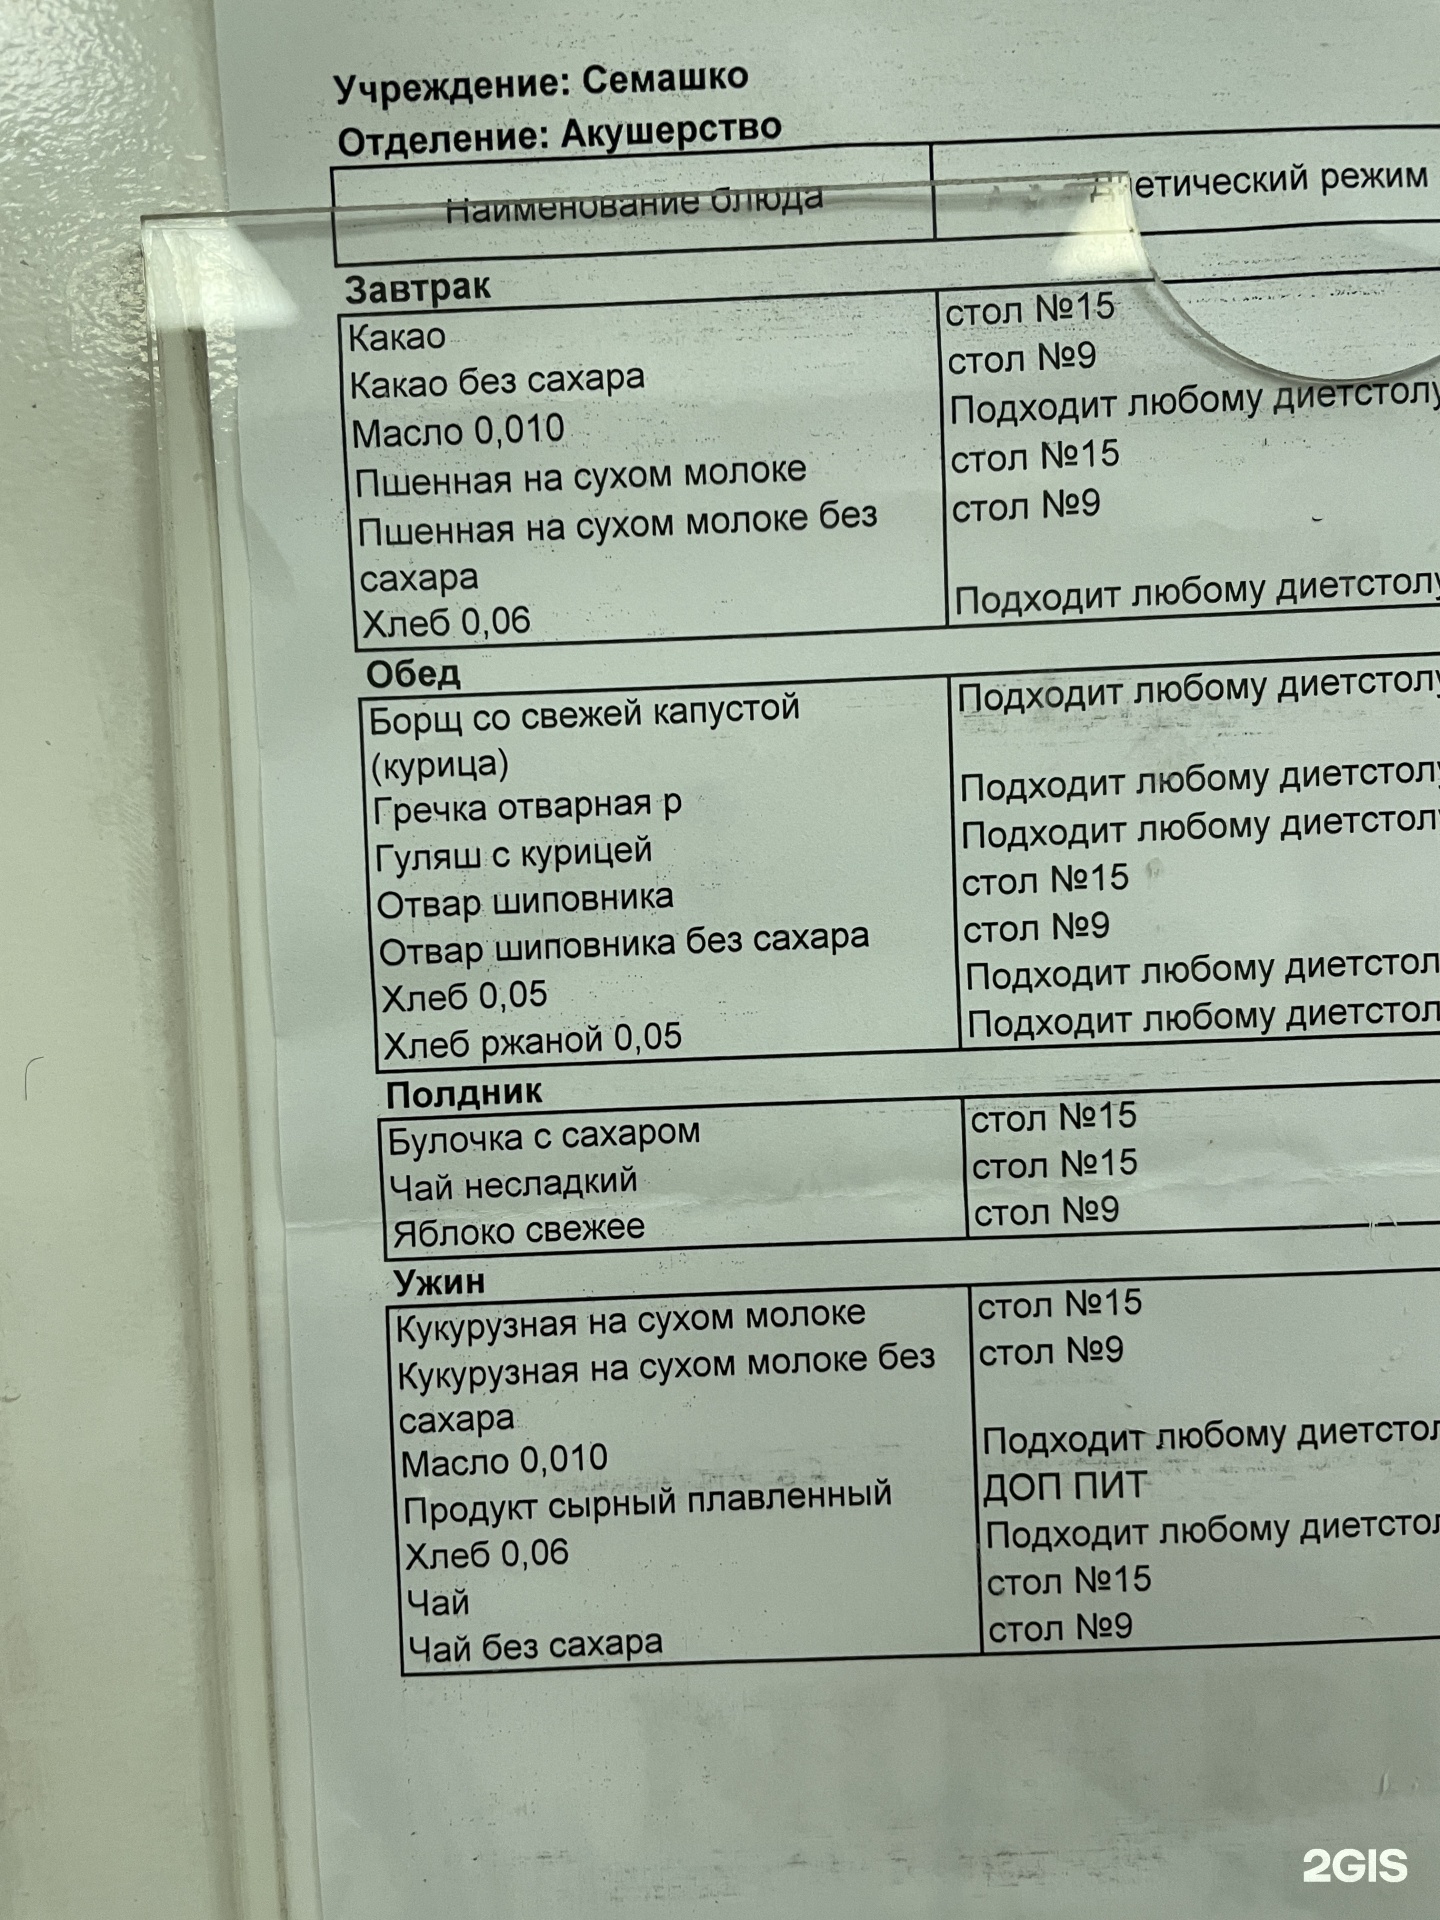 Учреждение: Семашко
Отделение: Акушерство
Наименование блюда
Диетический режим
Завтрак
Какао
стол №15
Какао без сахара
стол №9
Масло 0,010
Подходит любому диетстолу
Пшенная на сухом молоке
стол №15
Пшенная на сухом молоке без
стол №9
сахара
Хлеб 0,06
Подходит любому диетстолу
Обед
Борщ со свежей капустой
Подходит любому диетстолу
(курица)
Гречка отварная р
Подходит любому диетстолу
Гуляш с курицей
Подходит любому диетстолу
Отвар шиповника
стол №15
Отвар шиповника без сахара
стол №9
Хлеб 0,05
Подходит любому диетстол
Хлеб ржаной 0,05
Подходит любому диетстол
Полдник
Булочка с сахаром
стол №15
Чай несладкий
стол №15
Яблоко свежее
стол №9
Ужин
Кукурузная на сухом молоке
стол №15
Кукурузная на сухом молоке без
стол №9
сахара
Масло 0,010
Подходит любому диетстол
Продукт сырный плавленный
ДОП ПИТ
Хлеб 0,06
Подходит любому диетстол
Чай
стол №15
Чай без сахара
стол №9
2GIS